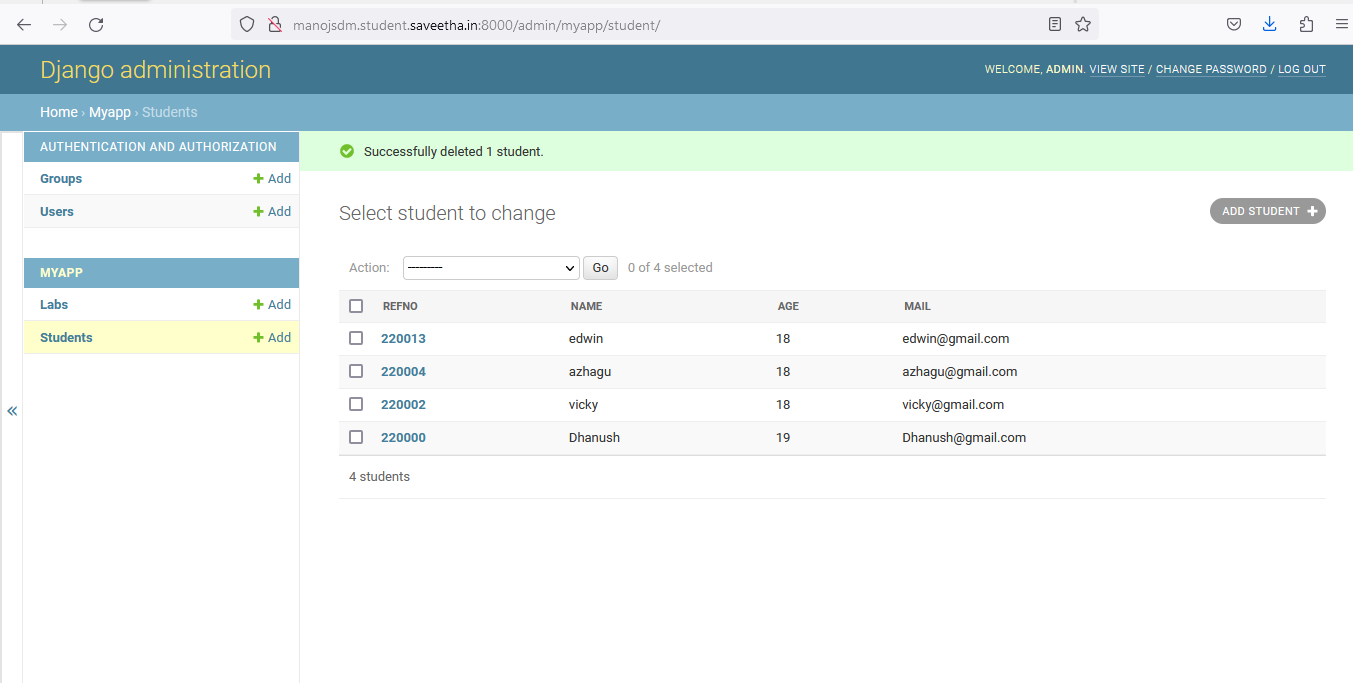 manojsdm.student.saveetha.in:8000/admin/myapp/student/
Django administration
WELCOME, ADMIN. VIEW SITE / CHANGE PASSWORD / LOG OUT
Home › Myapp › Students
AUTHENTICATION AND AUTHORIZATION
Groups + Add
Users + Add
MYAPP
Labs + Add
Students + Add
«
Successfully deleted 1 student.
Select student to change
ADD STUDENT +
Action: --------- Go 0 of 4 selected
REFNO NAME AGE MAIL
220013 edwin 18 edwin@gmail.com
220004 azhagu 18 azhagu@gmail.com
220002 vicky 18 vicky@gmail.com
220000 Dhanush 19 Dhanush@gmail.com
4 students